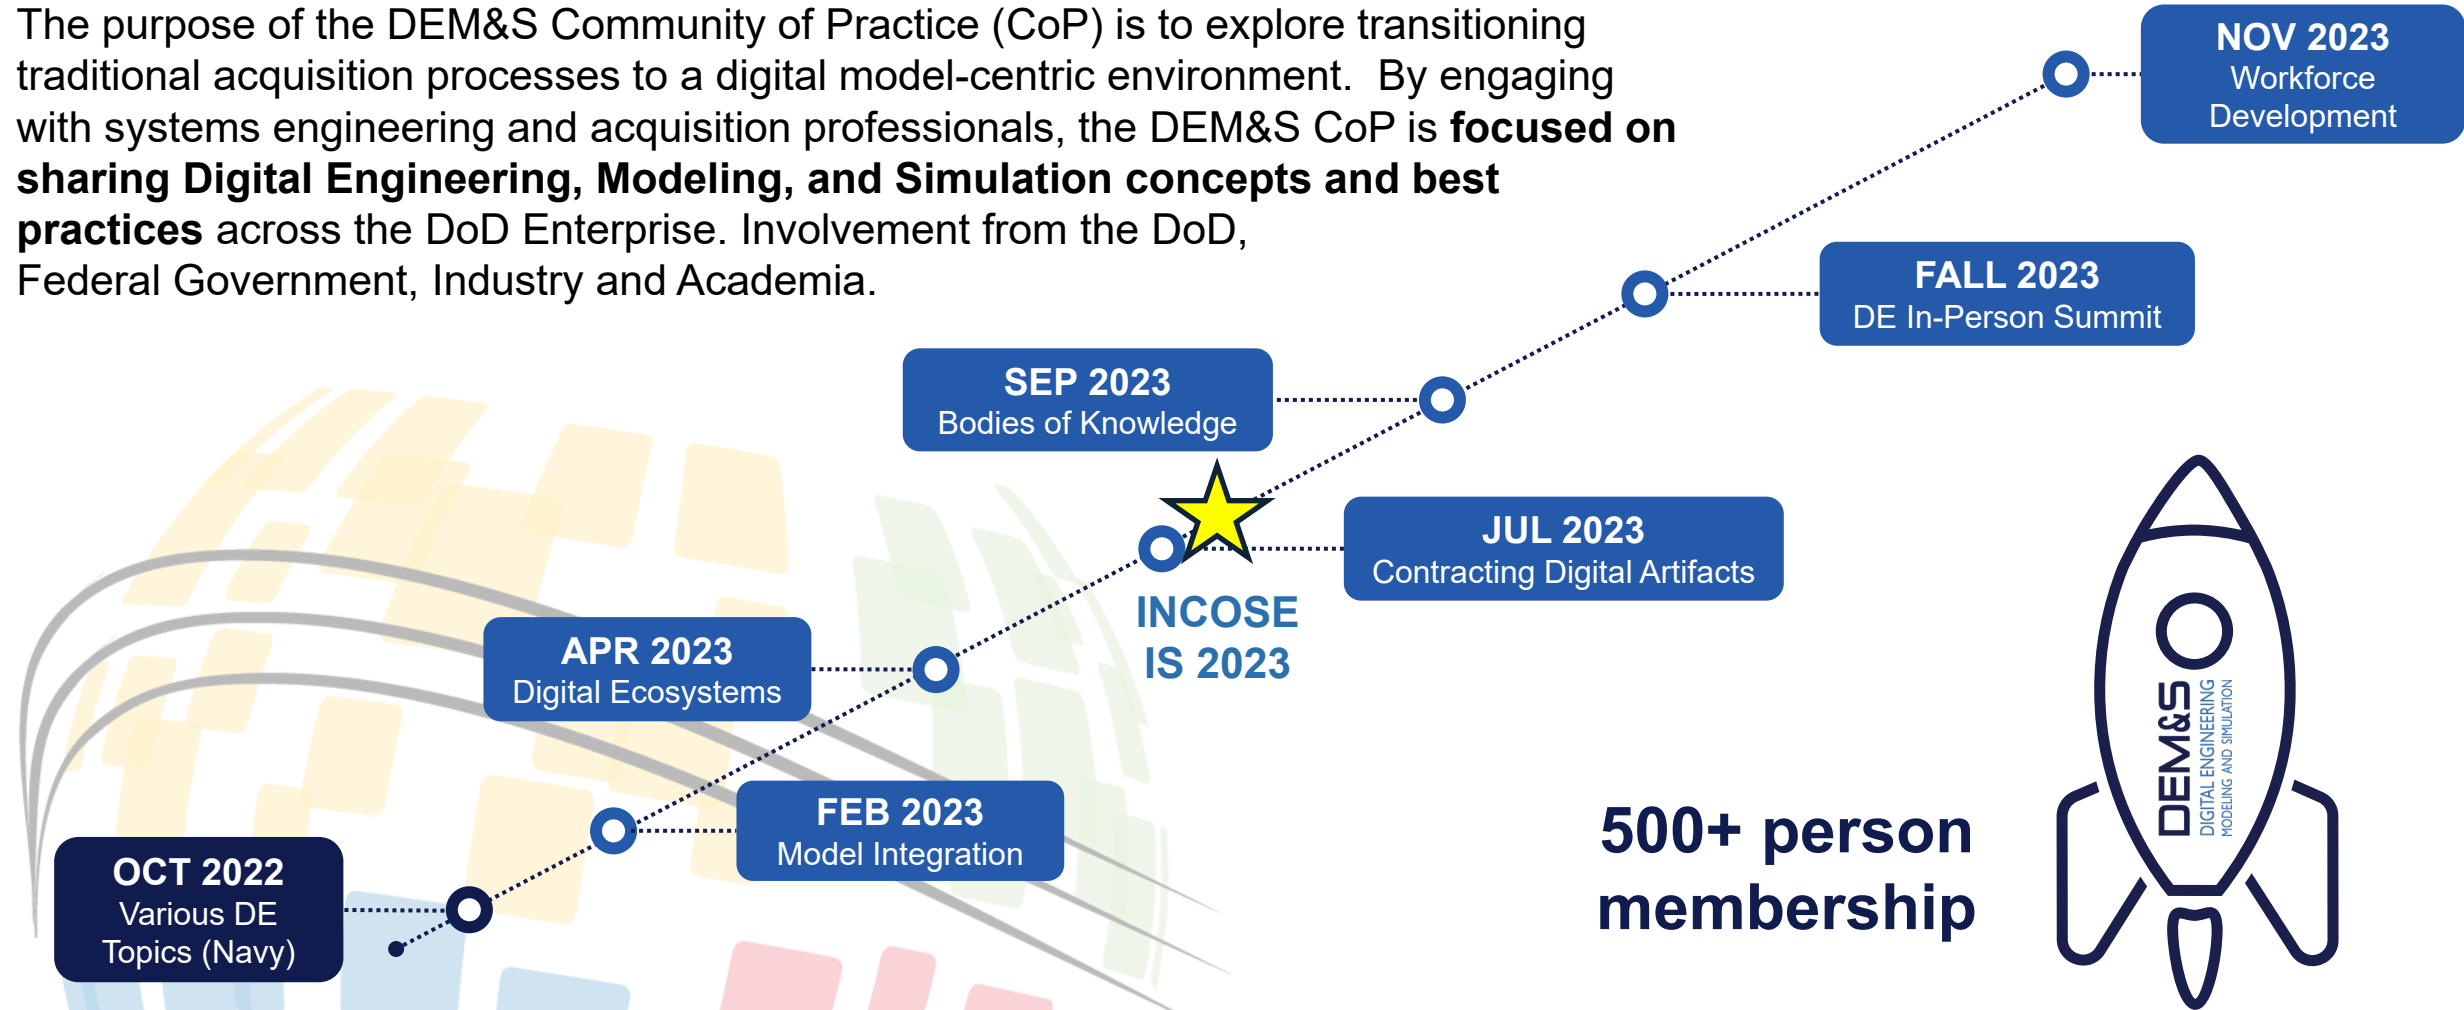 The purpose of the DEM&S Community of Practice (CoP) is to explore transitioning
traditional acquisition processes to a digital model-centric environment.  By engaging
with systems engineering and acquisition professionals, the DEM&S CoP is focused on
sharing Digital Engineering, Modeling, and Simulation concepts and best
practices across the DoD Enterprise. Involvement from the DoD,
Federal Government, Industry and Academia.
NOV 2023
Workforce
Development
FALL 2023
DE In-Person Summit
SEP 2023
Bodies of Knowledge
JUL 2023
Contracting Digital Artifacts
INCOSE
IS 2023
APR 2023
Digital Ecosystems
FEB 2023
Model Integration
OCT 2022
Various DE
Topics (Navy)
500+ person
membership
DEM&S
DIGITAL ENGINEERING
MODELING AND SIMULATION